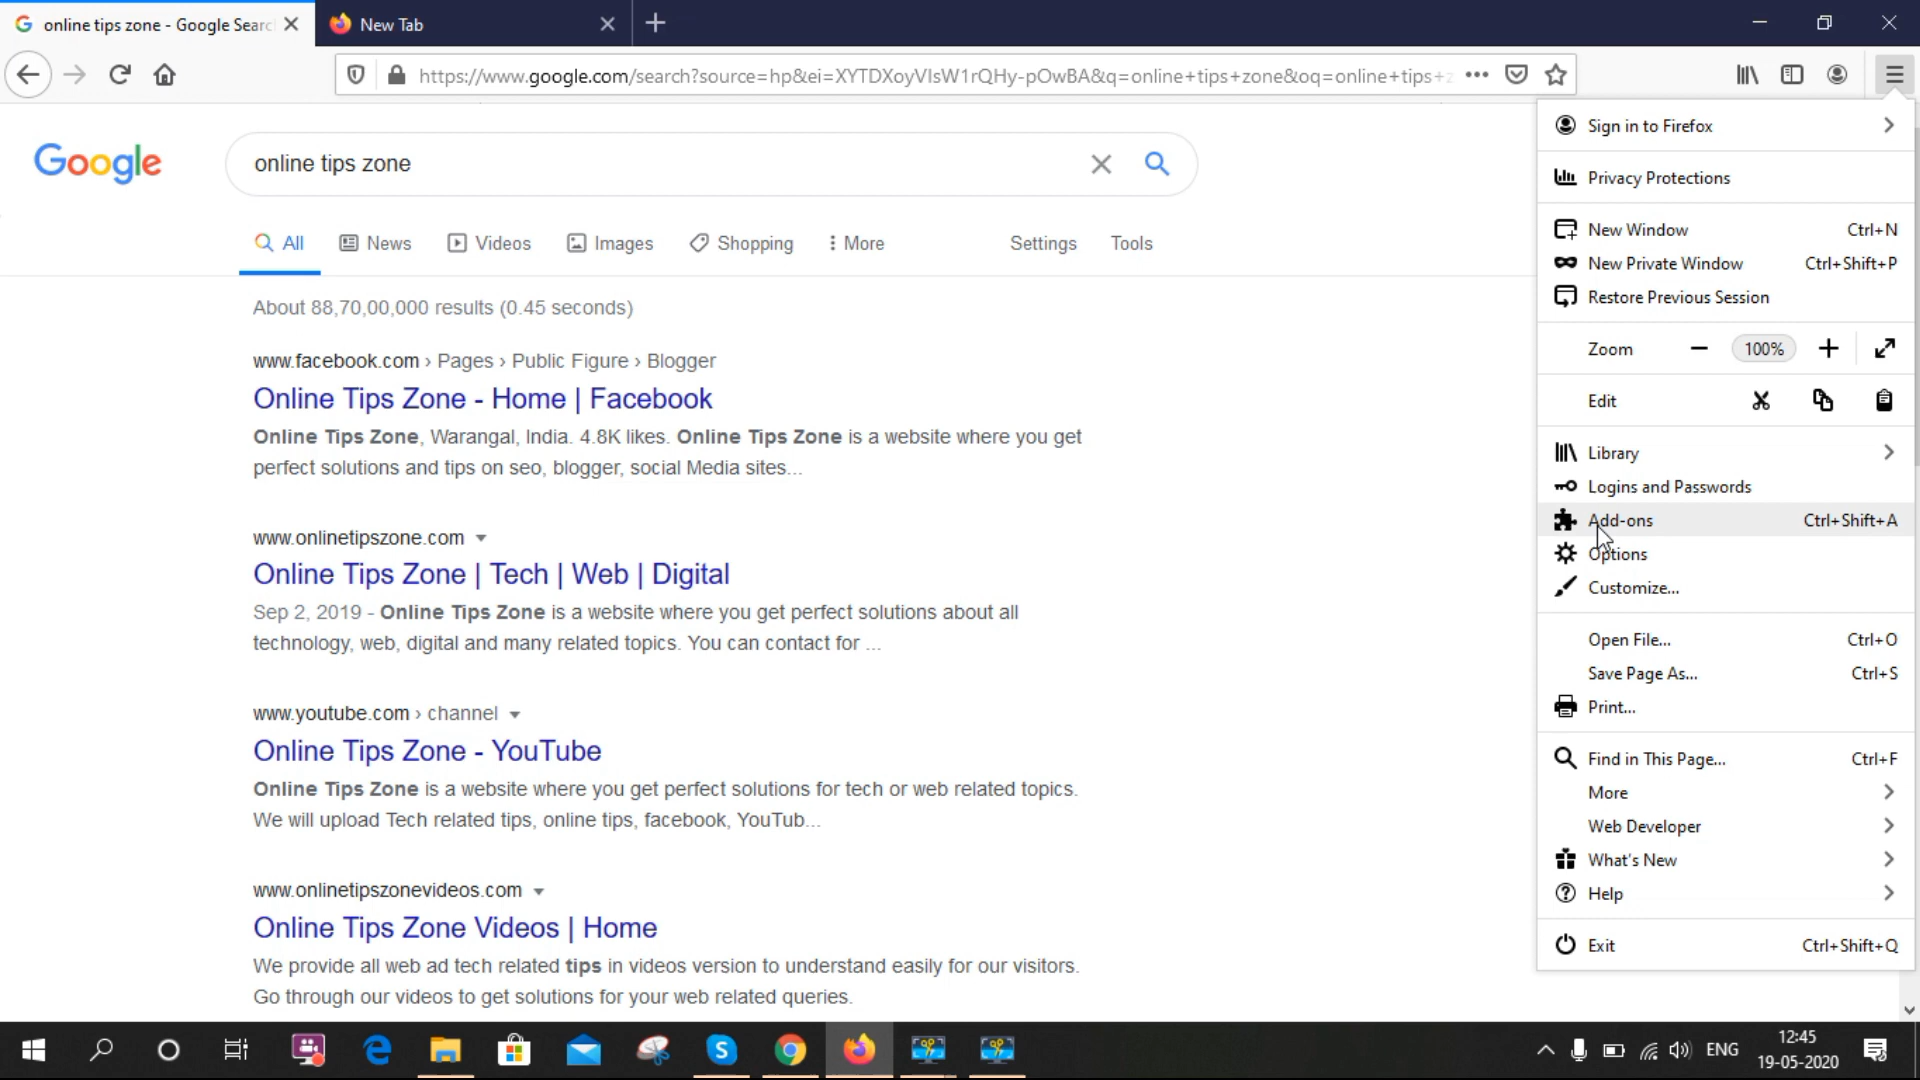 online tips zone - Google Searc
New Tab
https://www.google.com/search?source=hp&ei=XYTDXoyVIsW1rQHy-pOwBA&q=online+tips+zone&oq=online+tips+z
Google
online tips zone
All
News
Videos
Images
Shopping
More
Settings
Tools
About 88,70,00,000 results (0.45 seconds)
www.facebook.com › Pages › Public Figure › Blogger
Online Tips Zone - Home | Facebook
Online Tips Zone, Warangal, India. 4.8K likes. Online Tips Zone is a website where you get
perfect solutions and tips on seo, blogger, social Media sites...
www.onlinetipszone.com
Online Tips Zone | Tech | Web | Digital
Sep 2, 2019 - Online Tips Zone is a website where you get perfect solutions about all
technology, web, digital and many related topics. You can contact for ...
www.youtube.com › channel
Online Tips Zone - YouTube
Online Tips Zone is a website where you get perfect solutions for tech or web related topics.
We will upload Tech related tips, online tips, facebook, YouTub...
www.onlinetipszonevideos.com
Online Tips Zone Videos | Home
We provide all web ad tech related tips in videos version to understand easily for our visitors.
Go through our videos to get solutions for your web related queries.
Sign in to Firefox
Privacy Protections
New Window Ctrl+N
New Private Window Ctrl+Shift+P
Restore Previous Session
Zoom 100%
Edit
Library
Logins and Passwords
Add-ons Ctrl+Shift+A
Options
Customize...
Open File... Ctrl+O
Save Page As... Ctrl+S
Print...
Find in This Page... Ctrl+F
More
Web Developer
What's New
Help
Exit Ctrl+Shift+Q
ENG
12:45
19-05-2020